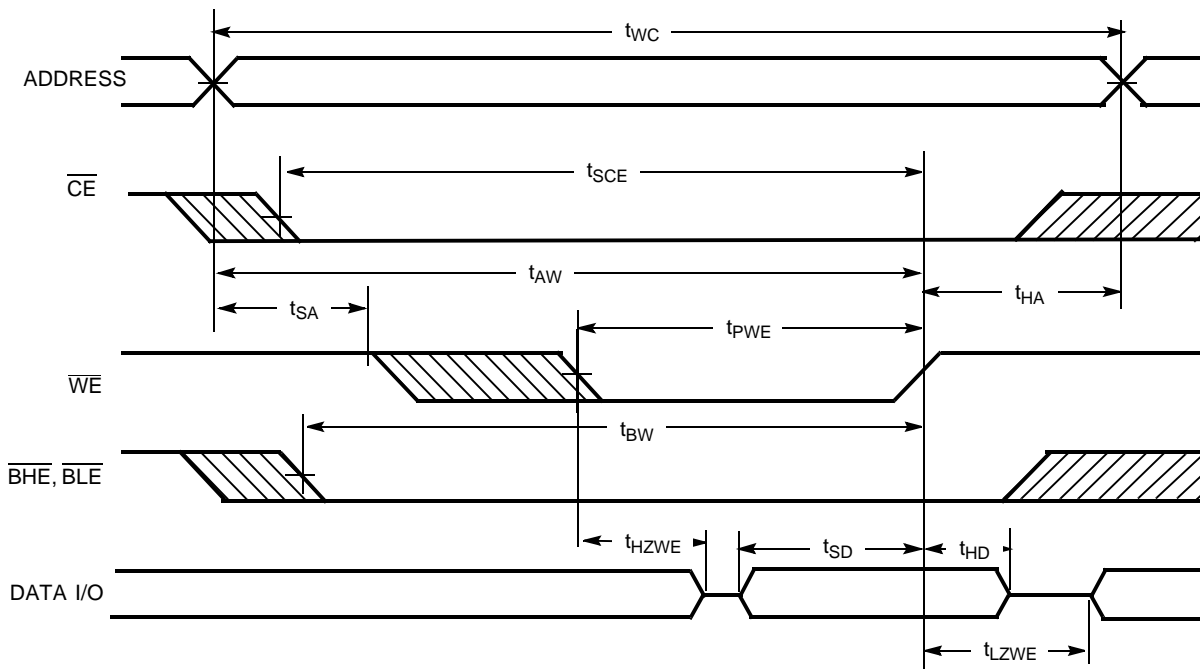 tWC
ADDRESS
tSCE
CE
tAW
tSA
tHA
tPWE
WE
tBW
BHE, BLE
tHZWE
tSD
tHD
DATA I/O
tLZWE